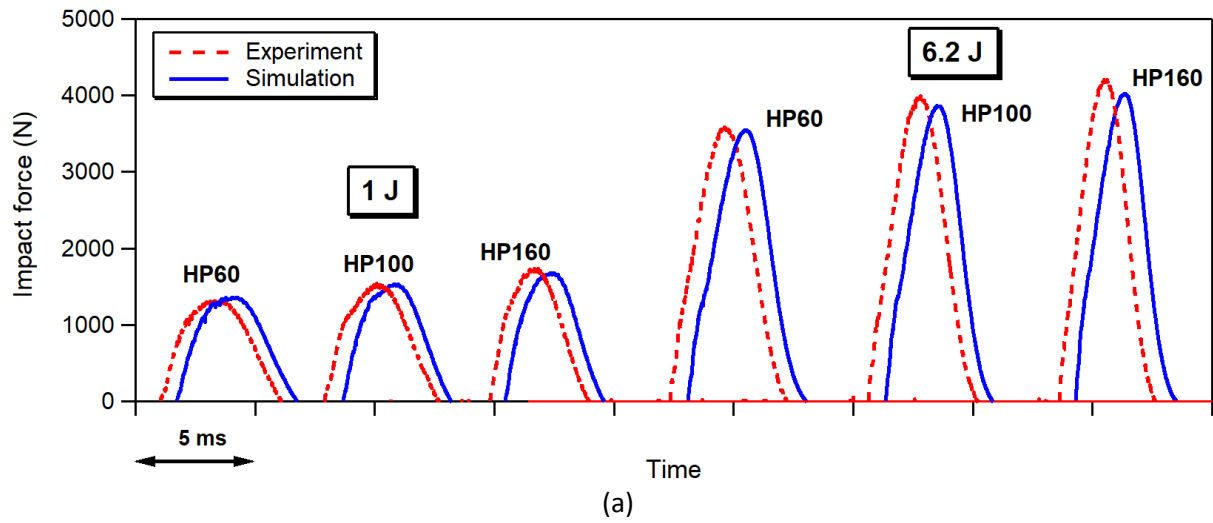 5000
4000
3000
2000
1000
0
Impact force (N)
Experiment
Simulation
1 J
6.2 J
HP60
HP100
HP160
HP60
HP100
HP160
5 ms
Time
(a)